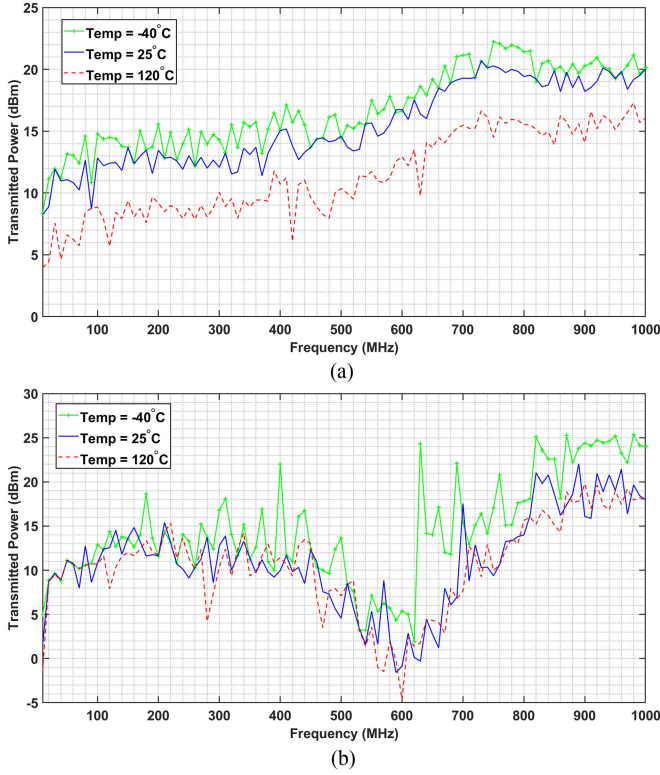 25
20
15
10
5
0
Transmitted Power (dBm)
Temp = -40°C
Temp = 25°C
Temp = 120°C
100 200 300 400 500 600 700 800 900 1000
Frequency (MHz)
(a)
30
25
20
15
10
5
0
-5
Transmitted Power (dBm)
Temp = -40°C
Temp = 25°C
Temp = 120°C
100 200 300 400 500 600 700 800 900 1000
Frequency (MHz)
(b)